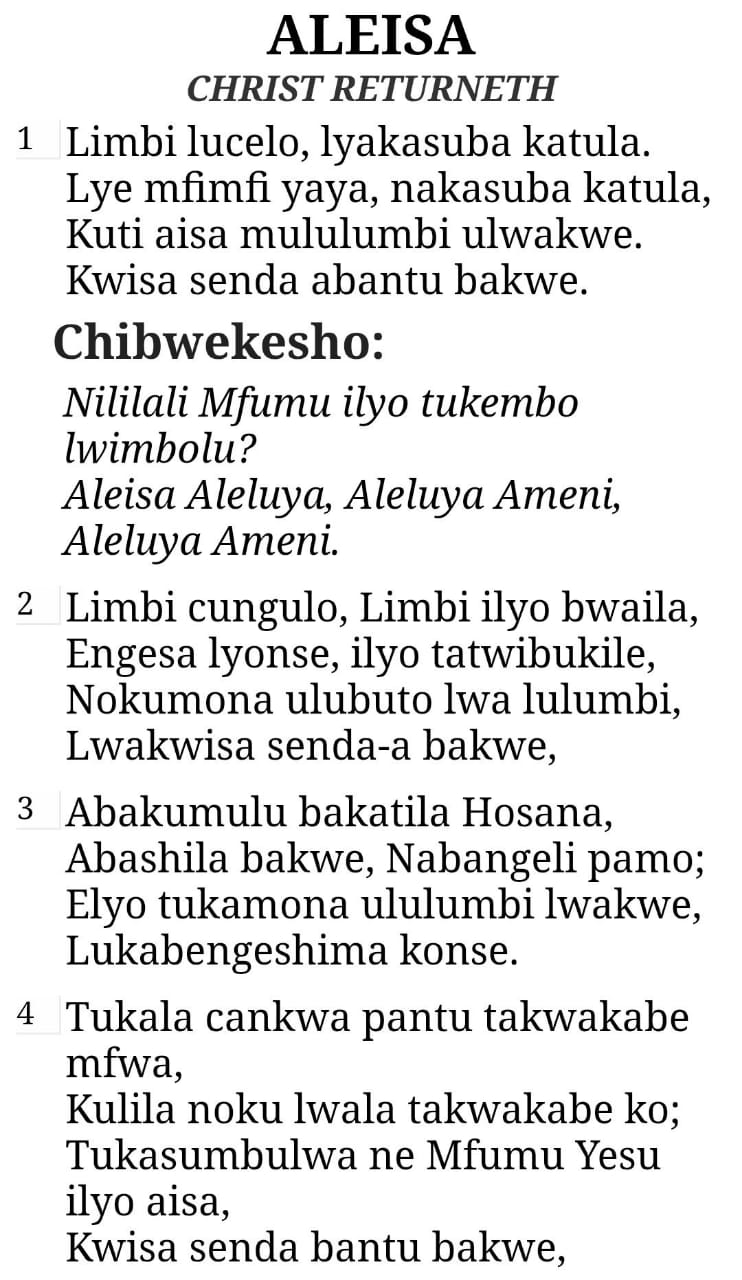 ALEISA
CHRIST RETURNETH
1 Limbi lucelo, lyakasuba katula.
Lye mfimfi yaya, nakasuba katula,
Kuti aisa mululumbi ulwakwe.
Kwisa senda abantu bakwe.
Chibwekesho:
Nililali Mfumu ilyo tukembo
lwimbolu?
Aleisa Aleluya, Aleluya Ameni,
Aleluya Ameni.
2 Limbi cungulo, Limbi ilyo bwaila,
Engesa lyonse, ilyo tatwibukile,
Nokumona ulubuto lwa lulumbi,
Lwakwisa senda-a bakwe,
3 Abakumulu bakatila Hosana,
Abashila bakwe, Nabangeli pamo;
Elyo tukamona ululumbi lwakwe,
Lukabengeshima konse.
4 Tukala cankwa pantu takwakabe
mfwa,
Kulila noku lwala takwakabe ko;
Tukasumbulwa ne Mfumu Yesu
ilyo aisa,
Kwisa senda bantu bakwe,